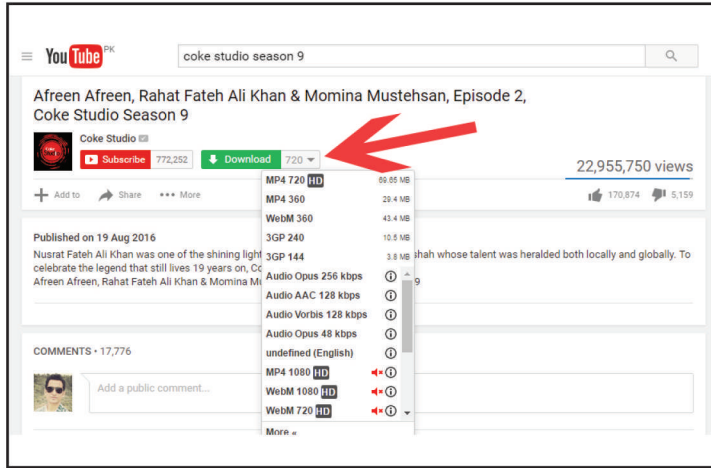 YouTube PK
coke studio season 9
Afreen Afreen, Rahat Fateh Ali Khan & Momina Mustehsan, Episode 2,
Coke Studio Season 9
Coke Studio
Subscribe 772,252 Download 720
22,955,750 views
Add to Share More
170,874 5,159
MP4 720 HD 69.66 MB
MP4 360 29.4 MB
WebM 360 43.4 MB
3GP 240 10.5 MB
3GP 144 3.8 MB
Audio Opus 256 kbps
Audio AAC 128 kbps
Audio Vorbis 128 kbps
Audio Opus 48 kbps
undefined (English)
MP4 1080 HD
WebM 1080 HD
WebM 720 HD
More «
Published on 19 Aug 2016
Nusrat Fateh Ali Khan was one of the shining light hah whose talent was heralded both locally and globally. To
celebrate the legend that still lives 19 years on, Co
Afreen Afreen, Rahat Fateh Ali Khan & Momina Mu 9
COMMENTS • 17,776
Add a public comment...